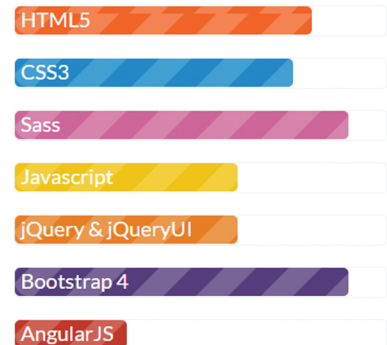 HTML5
CSS3
Sass
Javascript
jQuery & jQueryUI
Bootstrap 4
AngularJS